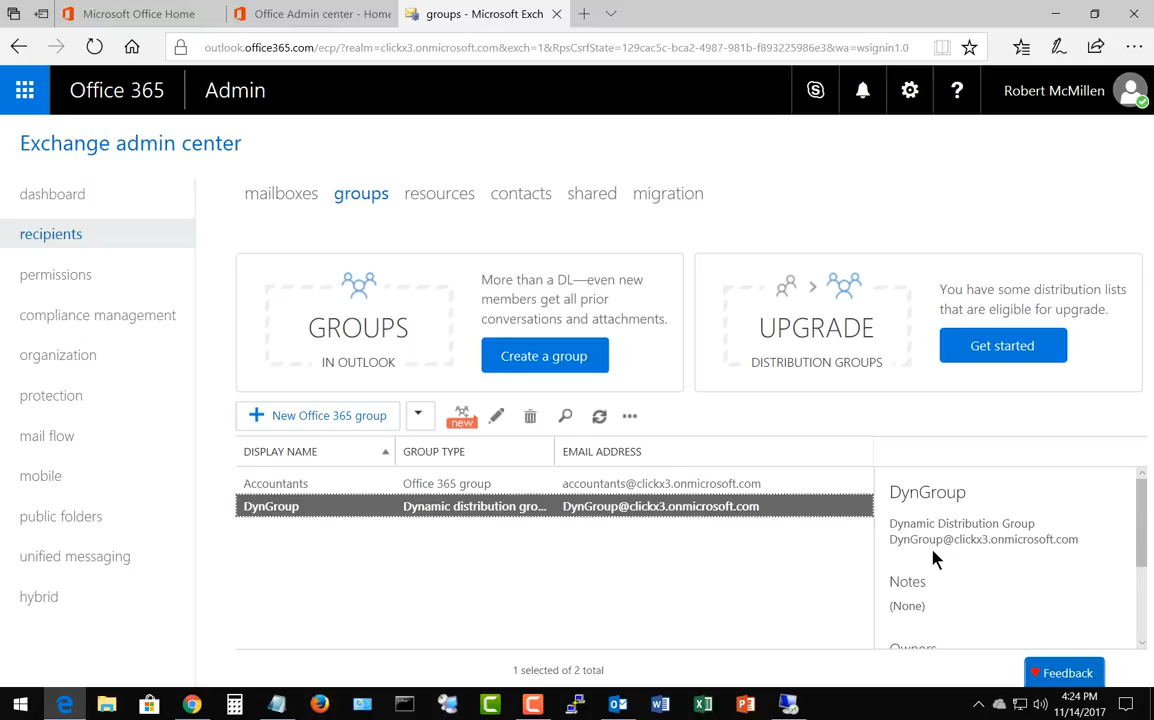 Microsoft Office Home
Office Admin center - Home
groups - Microsoft Exch
outlook.office365.com/ecp/?realm=clickx3.onmicrosoft.com&exch=1&RpsCsrfState=129cac5c-bca2-4987-981b-f893225986e3&wa=wsignin1.0
Office 365
Admin
Robert McMillen
Exchange admin center
dashboard
recipients
permissions
compliance management
organization
protection
mail flow
mobile
public folders
unified messaging
hybrid
mailboxes groups resources contacts shared migration
GROUPS
IN OUTLOOK
More than a DL—even new
members get all prior
conversations and attachments.
Create a group
UPGRADE
DISTRIBUTION GROUPS
You have some distribution lists
that are eligible for upgrade.
Get started
New Office 365 group
new
DISPLAY NAME GROUP TYPE EMAIL ADDRESS
Accountants Office 365 group accountants@clickx3.onmicrosoft.com
DynGroup Dynamic distribution gro... DynGroup@clickx3.onmicrosoft.com
DynGroup
Dynamic Distribution Group
DynGroup@clickx3.onmicrosoft.com
Notes
(None)
Owners
1 selected of 2 total
Feedback
4:24 PM
11/14/2017